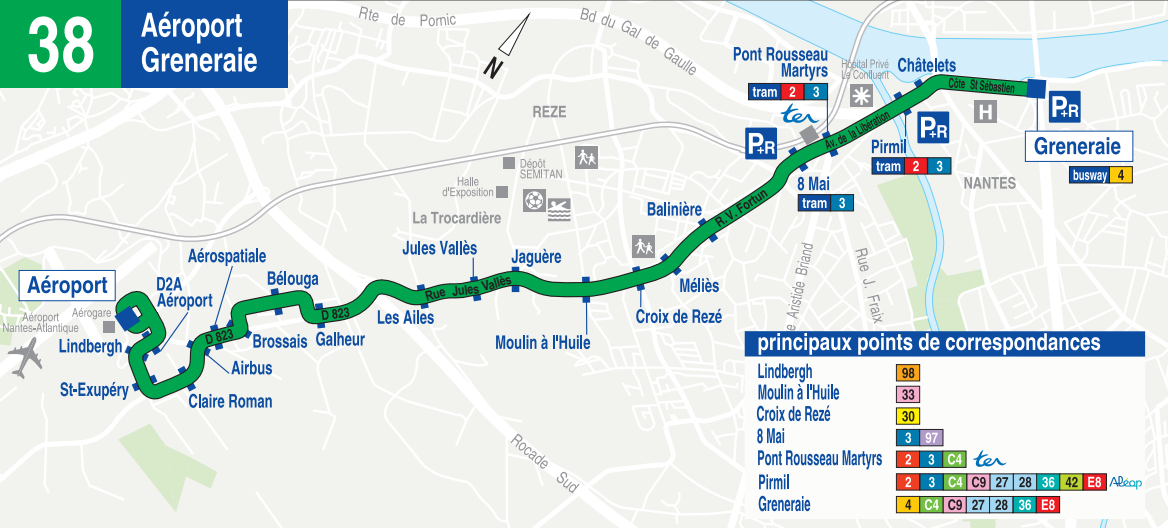 38
Aéroport
Greneraie
Rte de Pornic
Bd du Gal de Gaulle
N
Pont Rousseau
Martyrs
tram 2 3
ter
P+R
Hôpital Privé
Le Confluent
Châtelets
Côte St Sébastien
H
P+R
Greneraie
busway 4
REZE
Av. de la Libération
P+R
Pirmil
tram 2 3
NANTES
Dépôt
SEMITAN
Halle
d'Exposition
La Trocardière
8 Mai
tram 3
Balinière
R.V. Fortun
Jules Vallès
Jaguère
Rue Jules Vallès
Méliès
Croix de Rezé
Moulin à l'Huile
Les Ailes
e Aristide Briand
Rue J. Fraix
Aérospatiale
Bélouga
D2A
Aéroport
Aéroport
Aéroport
Nantes-Atlantique
Aérogare
Lindbergh
D 823
Brossais
D 823
Galheur
Airbus
St-Exupéry
Claire Roman
Rocade Sud
principaux points de correspondances
Lindbergh 98
Moulin à l'Huile 33
Croix de Rezé 30
8 Mai 3 97
Pont Rousseau Martyrs 2 3 C4 ter
Pirmil 2 3 C4 C9 27 28 36 42 E8 Aléop
Greneraie 4 C4 C9 27 28 36 E8